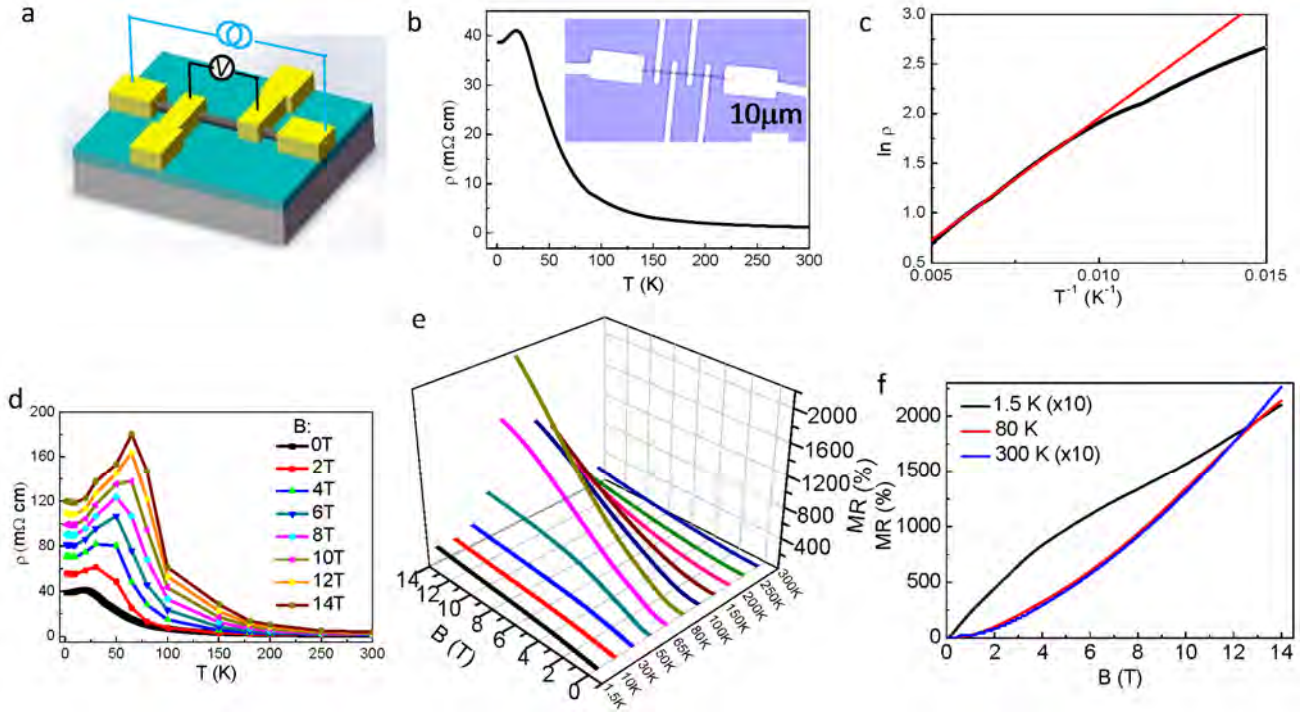 a
V
b
ρ (mΩ cm)
40
30
20
10
0
10μm
0 50 100 150 200 250 300
T (K)
c
ln ρ
3.0
2.5
2.0
1.5
1.0
0.5
0.005 0.010 0.015
T⁻¹ (K⁻¹)
d
ρ (mΩ cm)
200
160
120
80
40
0
B:
0T
2T
4T
6T
8T
10T
12T
14T
0 50 100 150 200 250 300
T (K)
e
MR (%)
2000
1600
1200
800
400
14 12 10 8 6 4 2 0
B (T)
1.5K 10K 30K 50K 65K 80K 100K 150K 200K 250K 300K
f
MR (%)
2000
1500
1000
500
0
1.5 K (x10)
80 K
300 K (x10)
0 2 4 6 8 10 12 14
B (T)